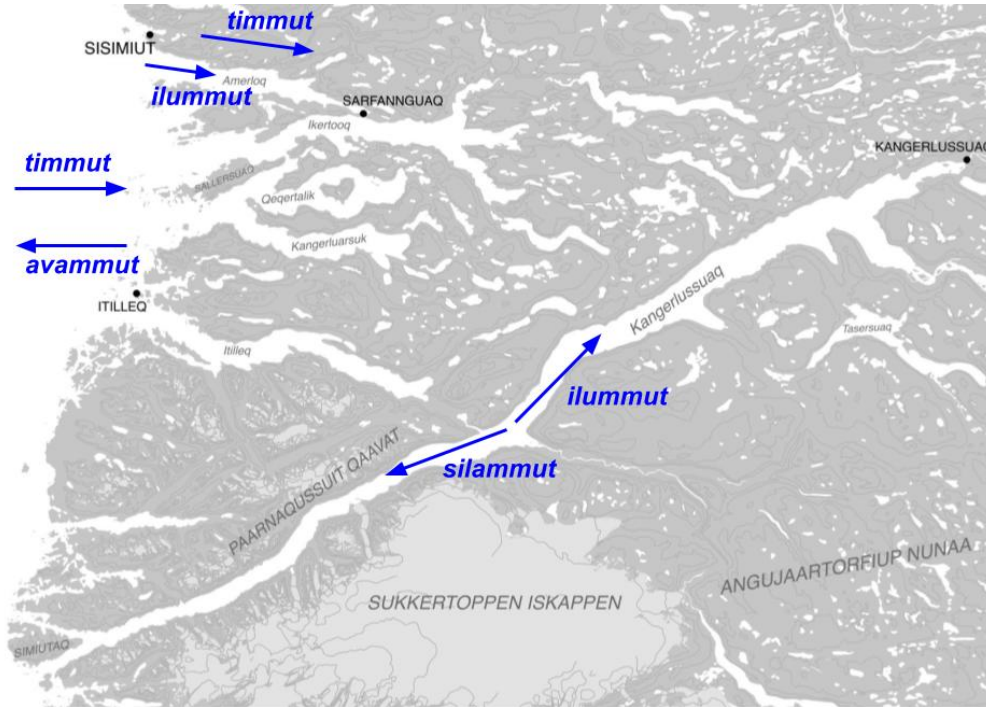 timmut
SISIMIUT
ilummut
Amerloq
SARFANNGUAQ
Ikertooq
KANGERLUSSUAQ
timmut
SALLERSUAQ
Qeqertalik
Kangerluarsuk
avammut
ITILLEQ
Kangerlussuaq
Tasersuaq
Itilleq
ilummut
silammut
PAARNAQUSSUIT QAAVAT
ANGUJAARTORFIUP NUNAA
SUKKERTOPPEN ISKAPPEN
SIMIUTAQ